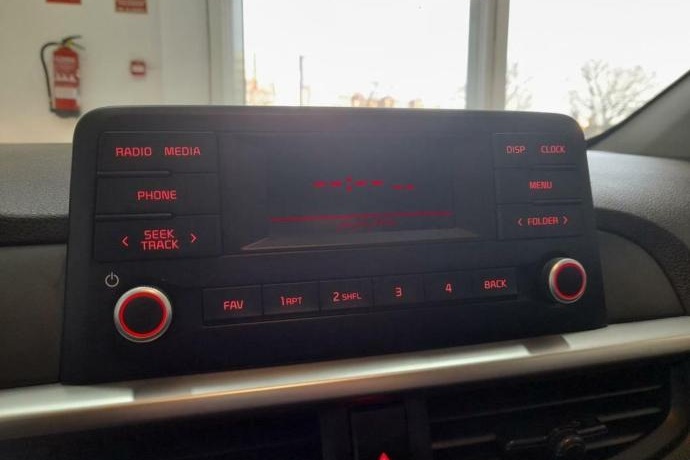 RADIO MEDIA
DISP CLOCK
PHONE
--:-- --
MENU
< SEEK TRACK >
< FOLDER >
FAV
1 RPT
2 SHFL
3
4
BACK